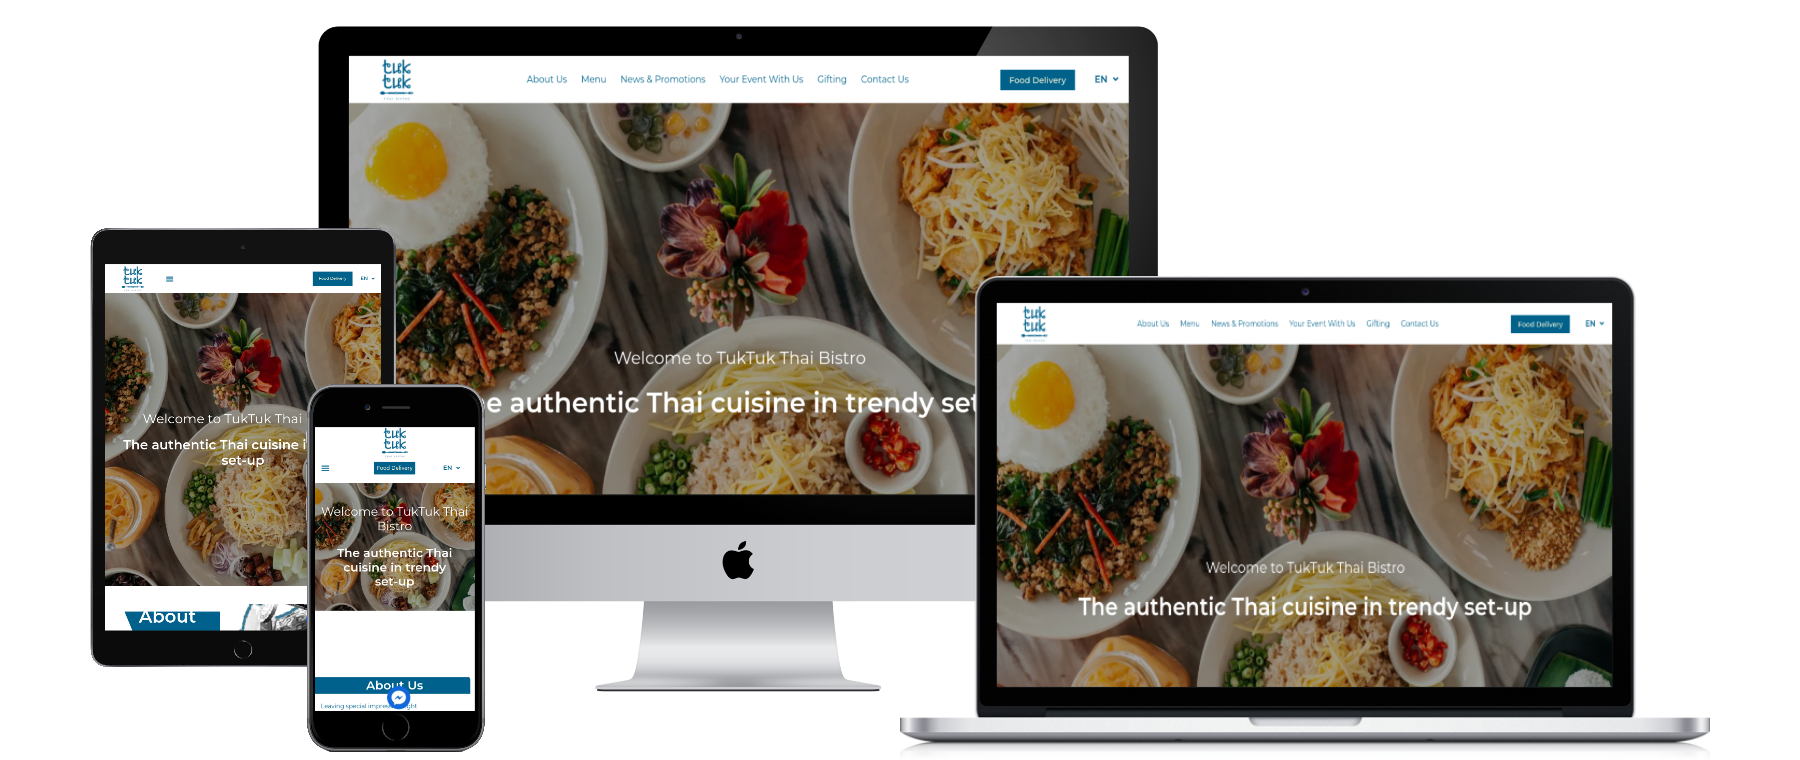 tuk
tuk
THAI BISTRO
About Us Menu News & Promotions Your Event With Us Gifting Contact Us
Food Delivery
EN
Welcome to TukTuk Thai Bistro
e authentic Thai cuisine in trendy set
tuk
tuk
Food Delivery
EN
Welcome to TukTuk Thai
The authentic Thai cuisine i
set-up
About
tuk
tuk
Food Delivery
EN
Welcome to TukTuk Thai
Bistro
The authentic Thai
cuisine in trendy
set-up
About Us
Leaving special impres ght
tuk
tuk
About Us Menu News & Promotions Your Event With Us Gifting Contact Us
Food Delivery
EN
Welcome to TukTuk Thai Bistro
The authentic Thai cuisine in trendy set-up